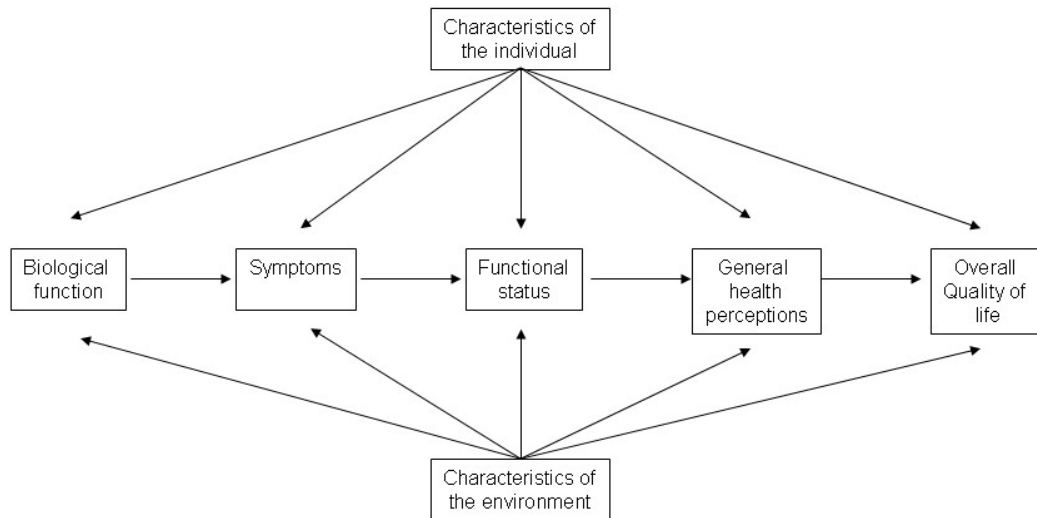 Characteristics of
the individual
Biological
function
Symptoms
Functional
status
General
health
perceptions
Overall
Quality of
life
Characteristics of
the environment